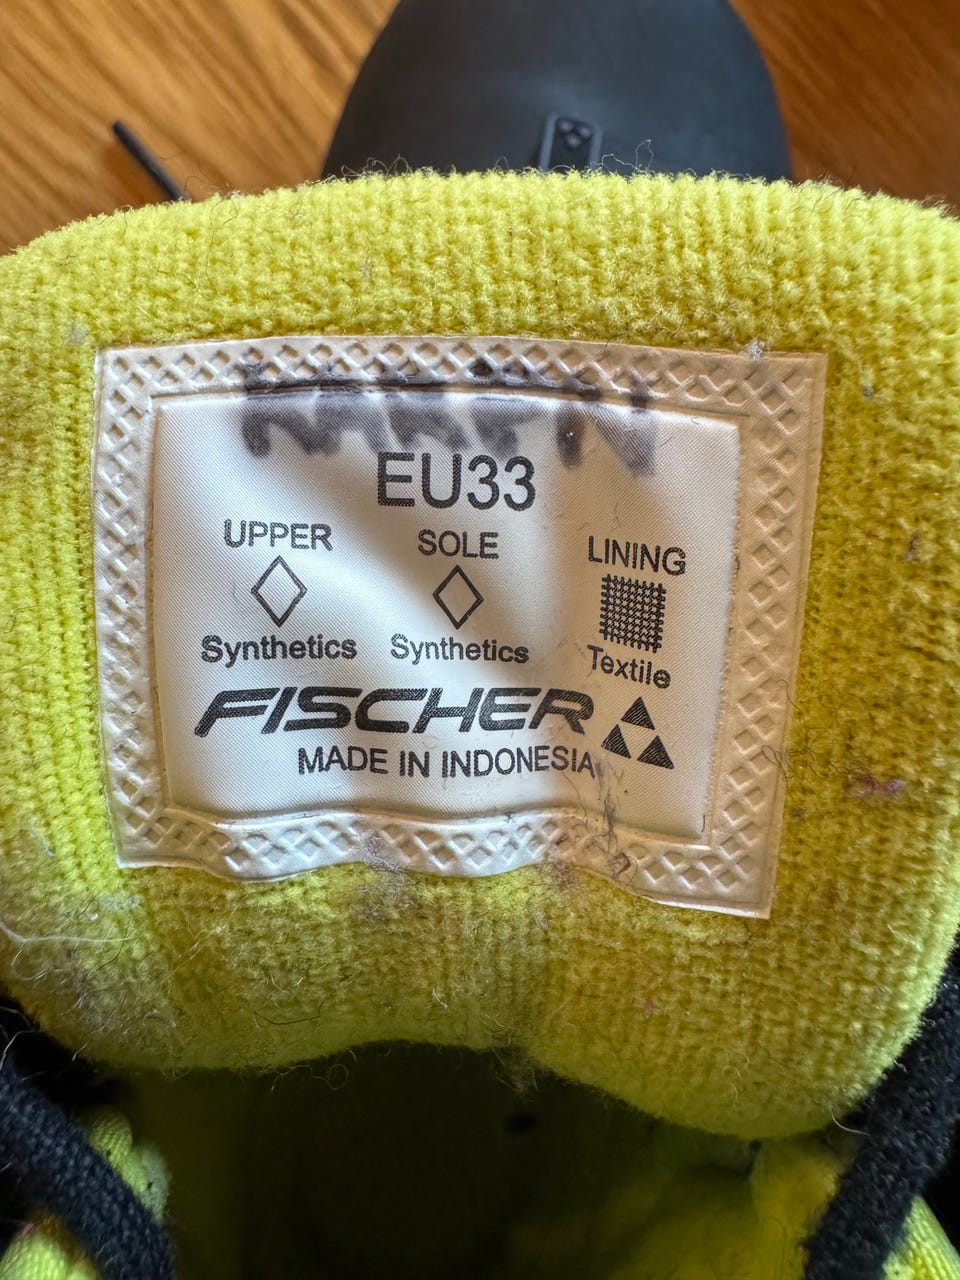 EU33
UPPER SOLE LINING
Synthetics Synthetics Textile
FISCHER
MADE IN INDONESIA